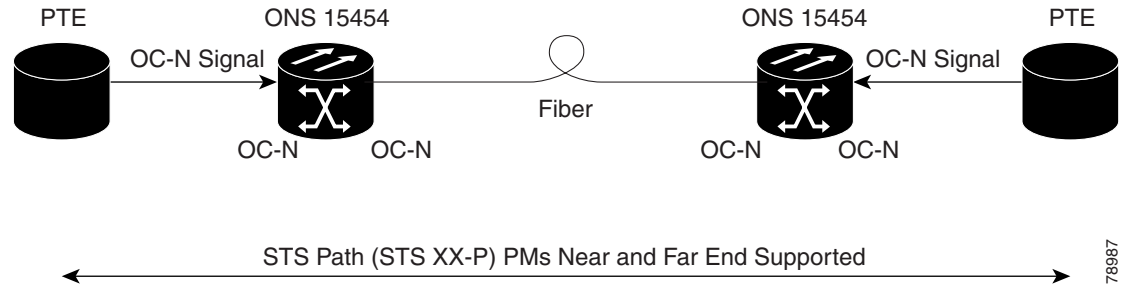 PTE
ONS 15454
ONS 15454
PTE
OC-N Signal
OC-N Signal
Fiber
OC-N
OC-N
OC-N
OC-N
STS Path (STS XX-P) PMs Near and Far End Supported
78987